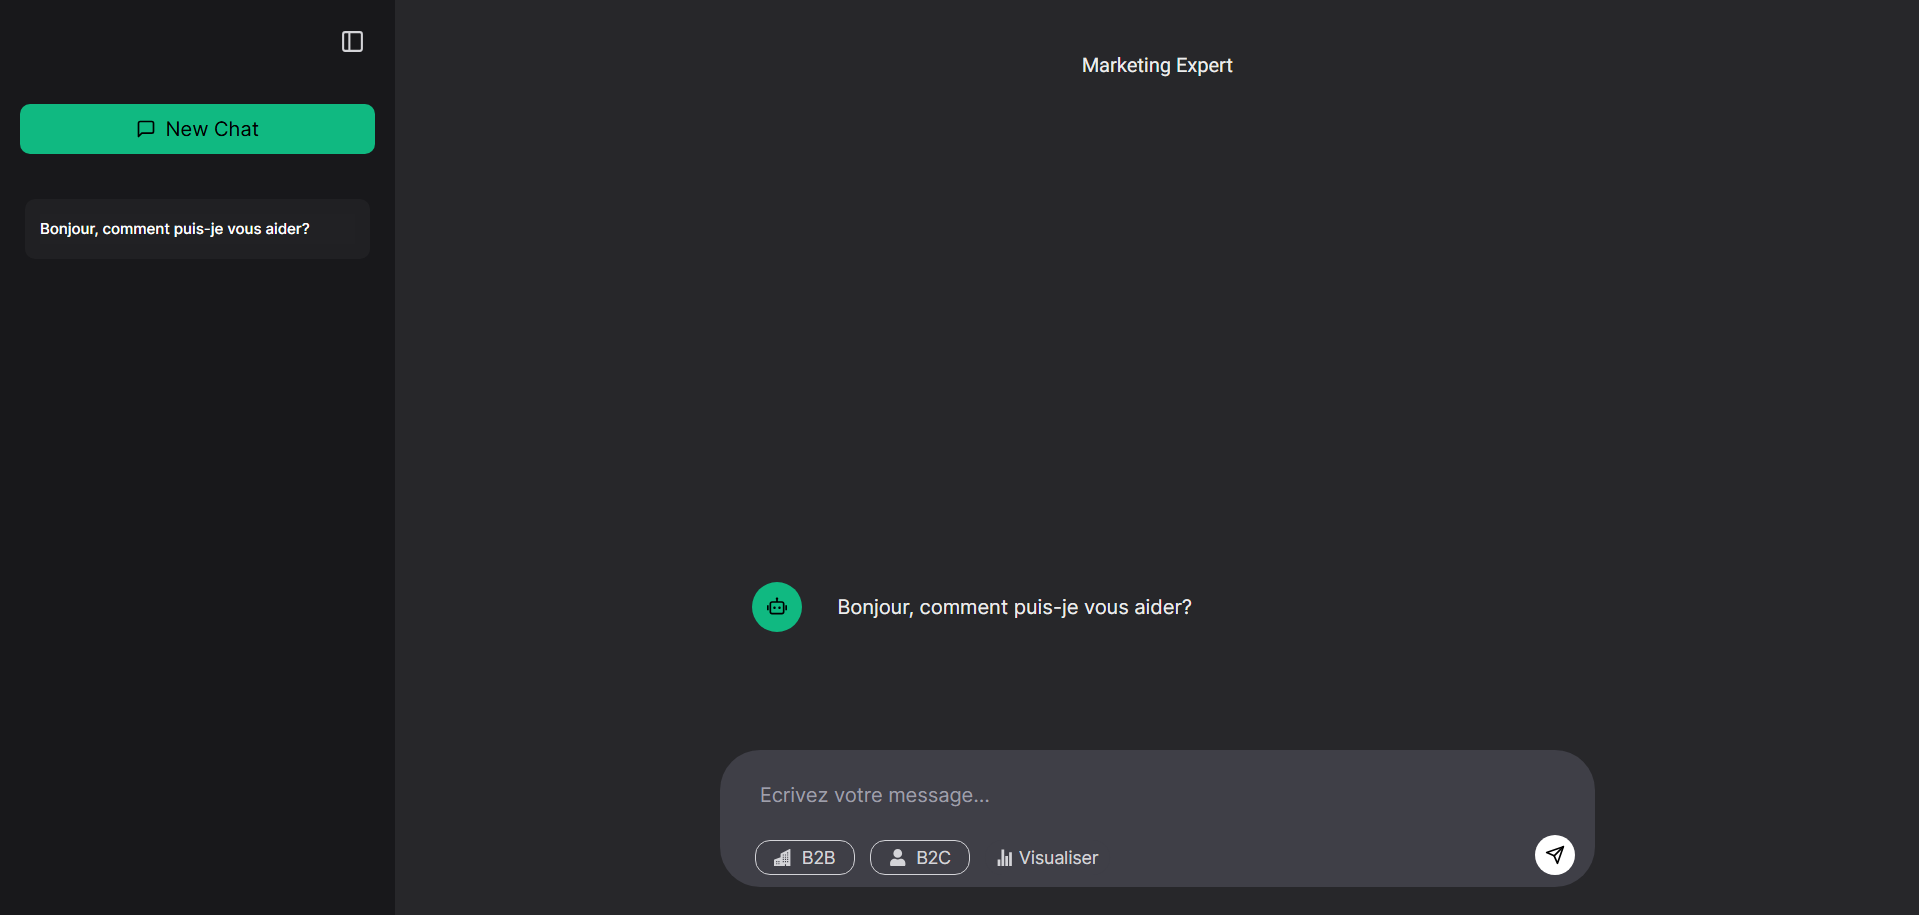 New Chat
Bonjour, comment puis-je vous aider?
Marketing Expert
Bonjour, comment puis-je vous aider?
Ecrivez votre message...
B2B
B2C
Visualiser